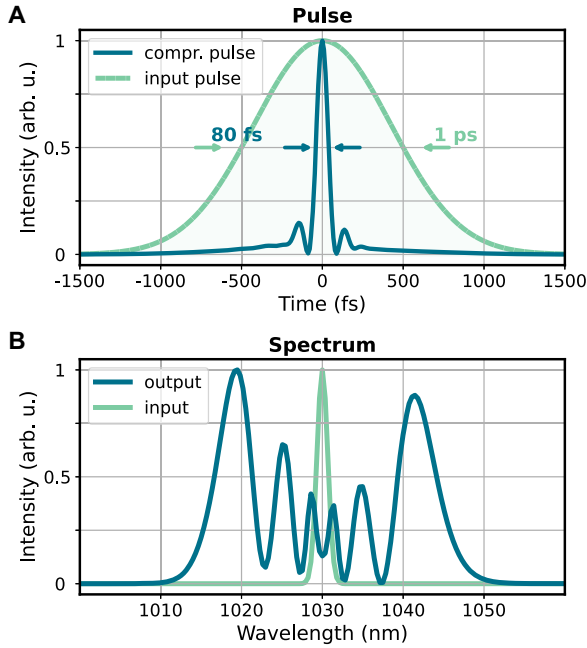 A
Pulse
compr. pulse
input pulse
80 fs
1 ps
Intensity (arb. u.)
1
0.5
0
-1500
-1000
-500
0
500
1000
1500
Time (fs)
B
Spectrum
output
input
Intensity (arb. u.)
1
0.5
0
1010
1020
1030
1040
1050
Wavelength (nm)